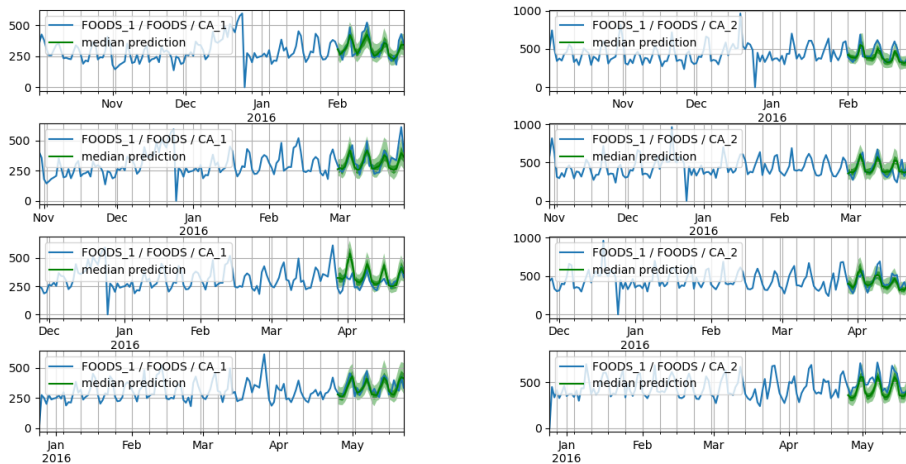 FOODS_1 / FOODS / CA_1
median prediction
500
250
0
Nov
Dec
Jan
2016
Feb
FOODS_1 / FOODS / CA_2
median prediction
1000
500
0
Nov
Dec
Jan
2016
Feb
FOODS_1 / FOODS / CA_1
median prediction
500
250
0
Nov
Dec
Jan
2016
Feb
Mar
FOODS_1 / FOODS / CA_2
median prediction
1000
500
0
Nov
Dec
Jan
2016
Feb
Mar
FOODS_1 / FOODS / CA_1
median prediction
500
250
0
Dec
Jan
2016
Feb
Mar
Apr
FOODS_1 / FOODS / CA_2
median prediction
1000
500
0
Dec
Jan
2016
Feb
Mar
Apr
FOODS_1 / FOODS / CA_1
median prediction
500
250
0
Jan
2016
Feb
Mar
Apr
May
FOODS_1 / FOODS / CA_2
median prediction
500
0
Jan
2016
Feb
Mar
Apr
May